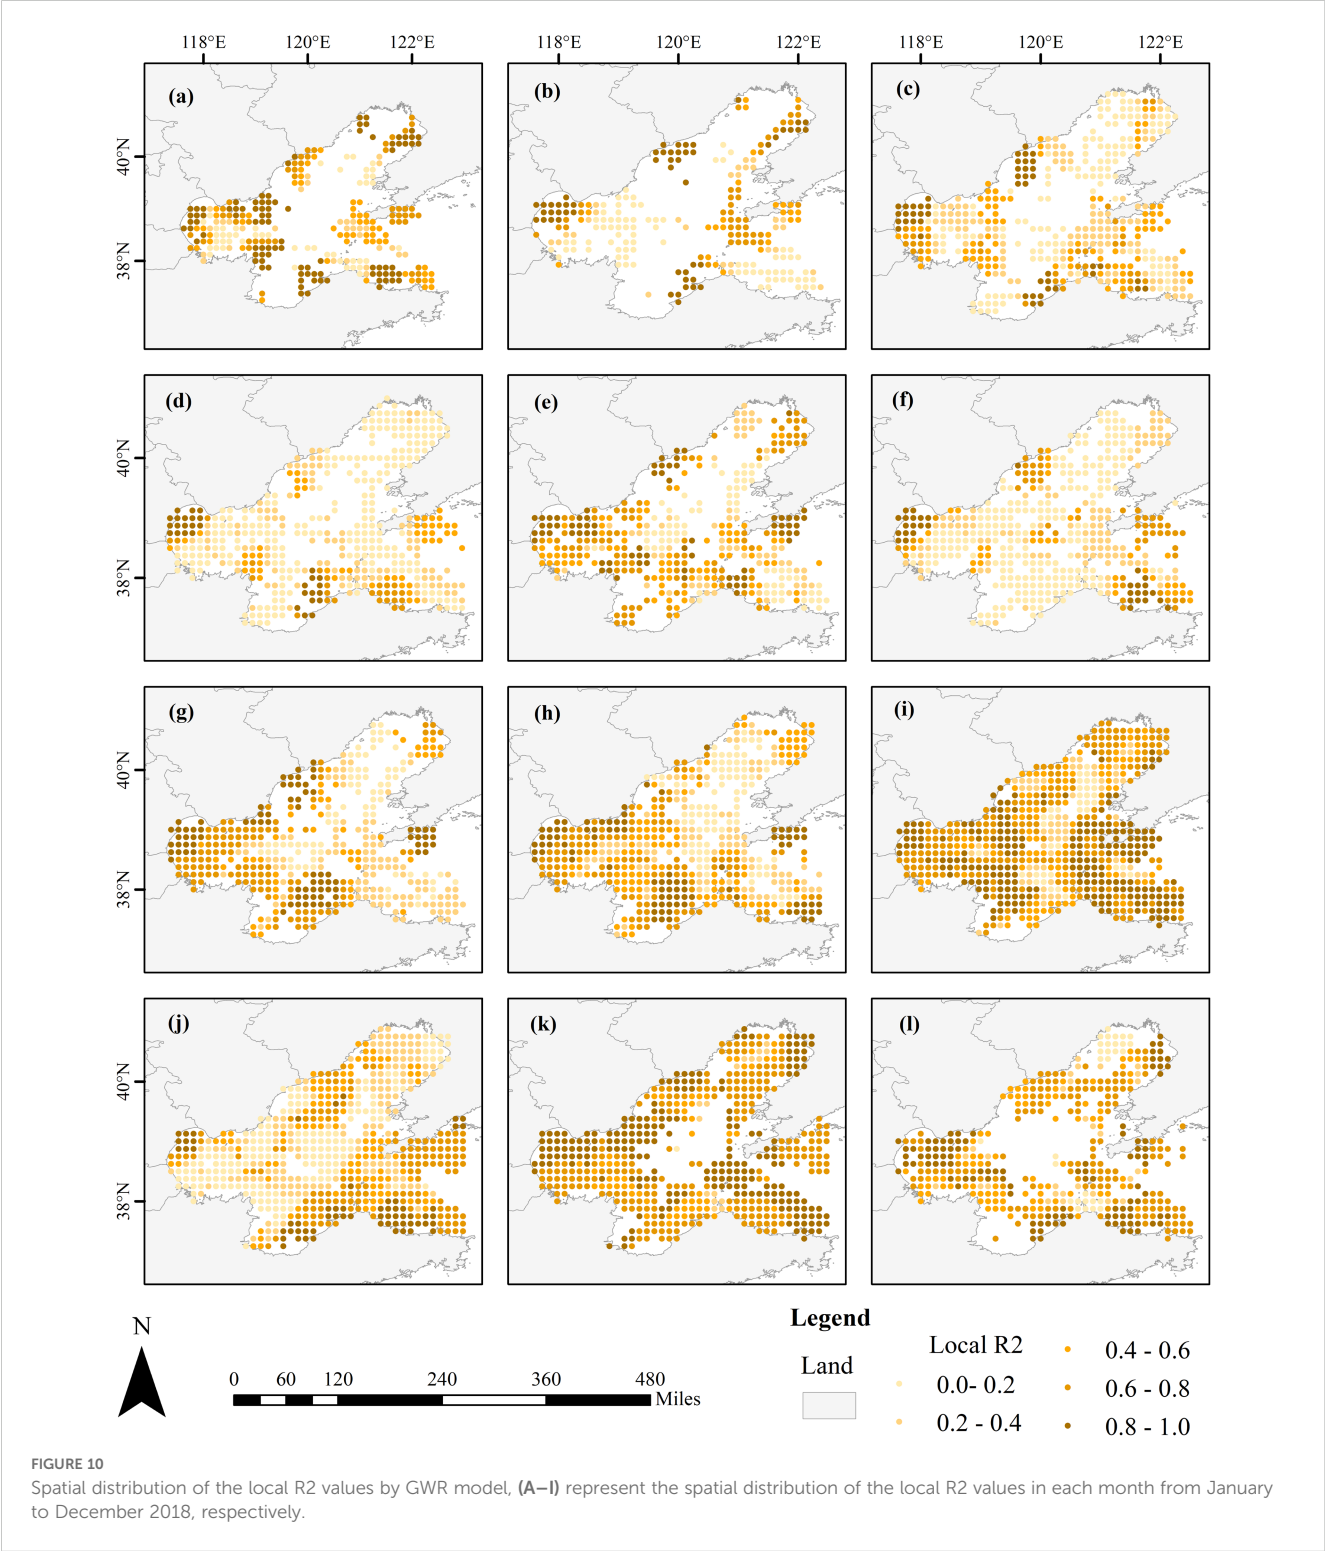 118°E 120°E 122°E 118°E 120°E 122°E 118°E 120°E 122°E
(a) (b) (c)
40°N
38°N
(d) (e) (f)
40°N
38°N
(g) (h) (i)
40°N
38°N
(j) (k) (l)
40°N
38°N
N
0 60 120 240 360 480
Miles
Legend
Land
Local R2
0.0- 0.2
0.2 - 0.4
0.4 - 0.6
0.6 - 0.8
0.8 - 1.0
FIGURE 10
Spatial distribution of the local R2 values by GWR model, (A–I) represent the spatial distribution of the local R2 values in each month from January
to December 2018, respectively.